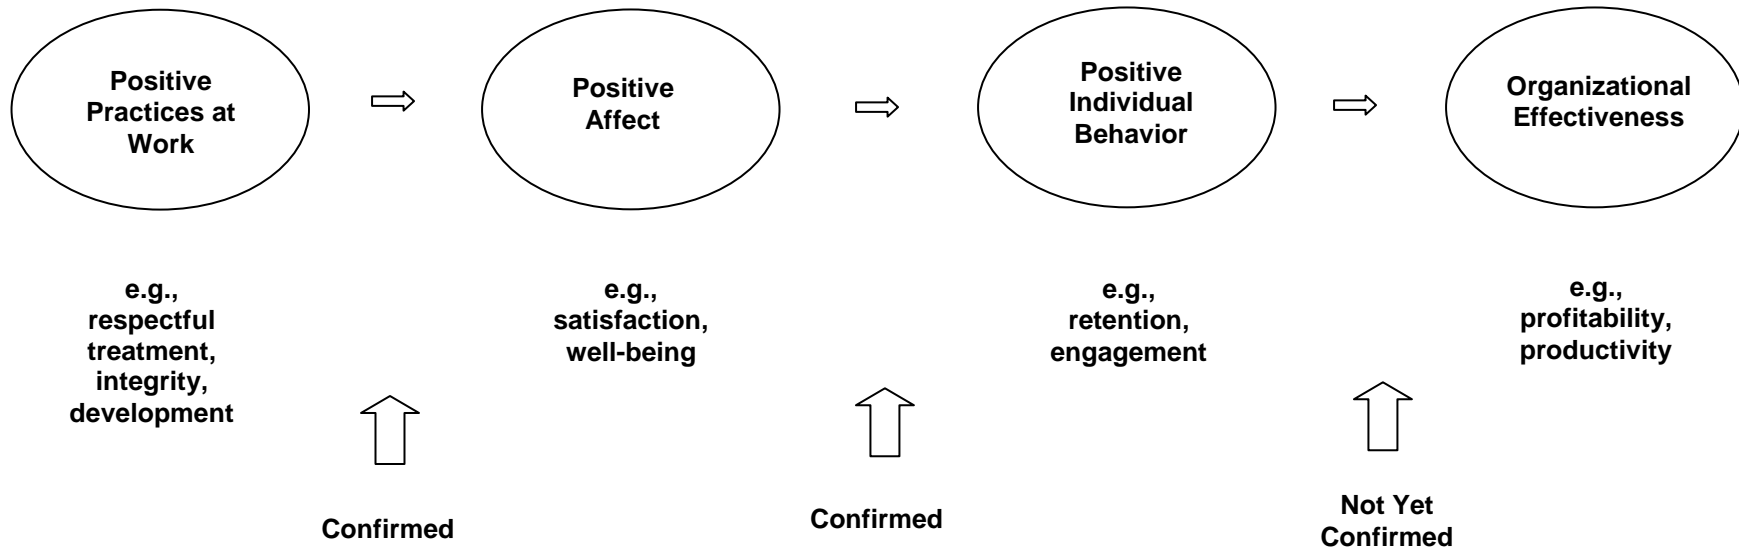 Positive
Practices at
Work
Positive
Affect
Positive
Individual
Behavior
Organizational
Effectiveness
e.g.,
respectful
treatment,
integrity,
development
e.g.,
satisfaction,
well-being
e.g.,
retention,
engagement
e.g.,
profitability,
productivity
Confirmed
Confirmed
Not Yet
Confirmed